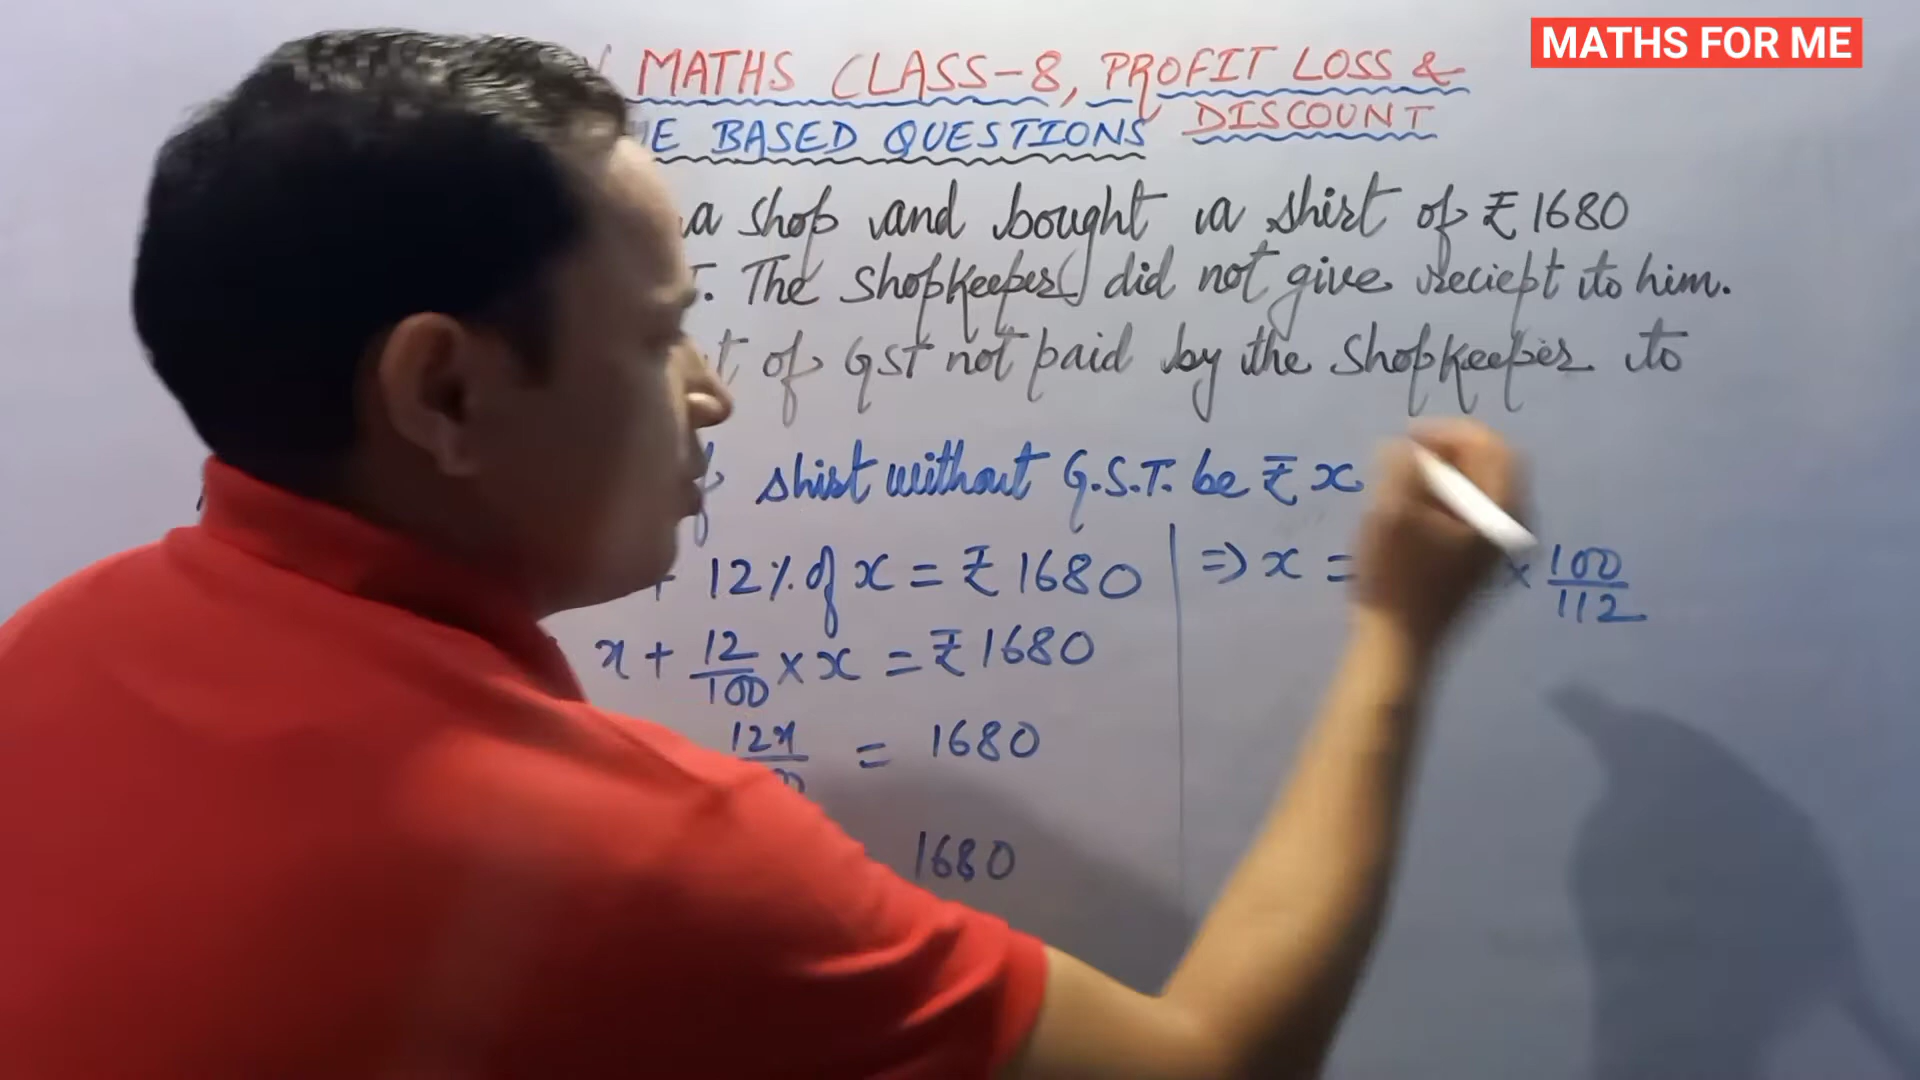 MATHS FOR ME
MATHS CLASS-8, PROFIT LOSS &
BASED QUESTIONS DISCOUNT
a shop and bought a shirt of ₹1680
The shopkeeper() did not give reciept to him.
of GST not paid by the shopkeeper to
shirt without G.S.T. be ₹ x
+ 12% of x = ₹1680
⇒ x = × 100/112
x + 12/100 × x = ₹1680
12x = 1680
1680